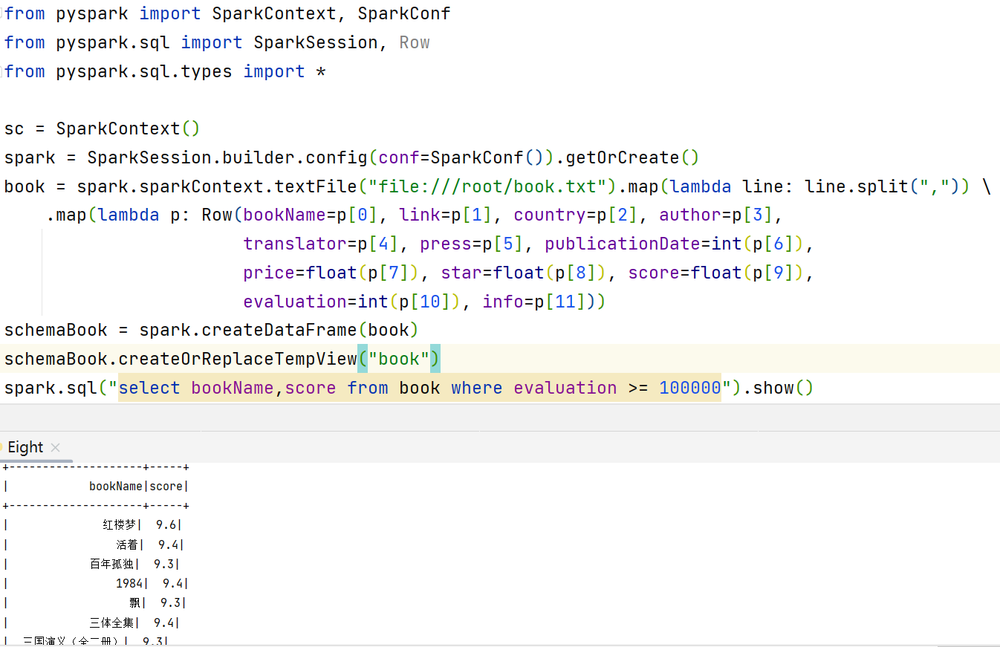 from pyspark import SparkContext, SparkConf
from pyspark.sql import SparkSession, Row
from pyspark.sql.types import *
sc = SparkContext()
spark = SparkSession.builder.config(conf=SparkConf()).getOrCreate()
book = spark.sparkContext.textFile("file:///root/book.txt").map(lambda line: line.split(",")) \
    .map(lambda p: Row(bookName=p[0], link=p[1], country=p[2], author=p[3],
                       translator=p[4], press=p[5], publicationDate=int(p[6]),
                       price=float(p[7]), star=float(p[8]), score=float(p[9]),
                       evaluation=int(p[10]), info=p[11]))
schemaBook = spark.createDataFrame(book)
schemaBook.createOrReplaceTempView("book")
spark.sql("select bookName,score from book where evaluation >= 100000").show()
Eight ×
+--------------------+-----+
|            bookName|score|
+--------------------+-----+
|              红楼梦|  9.6|
|                活着|  9.4|
|            百年孤独|  9.3|
|                1984|  9.4|
|                  飘|  9.3|
|            三体全集|  9.4|
|  三国演义（全二册）|  9.3|